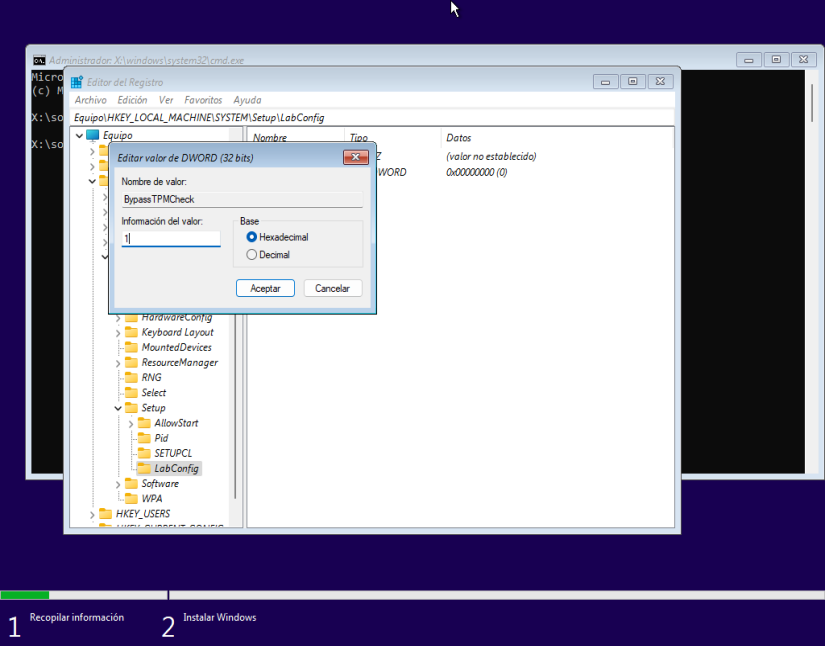 Administrador: X:\windows\system32\cmd.exe
Micro
(c) M
X:\so
X:\so
Editor del Registro
Archivo Edición Ver Favoritos Ayuda
Equipo\HKEY_LOCAL_MACHINE\SYSTEM\Setup\LabConfig
Equipo
Nombre Tipo Datos
Z (valor no establecido)
WORD 0x00000000 (0)
Editar valor de DWORD (32 bits)
Nombre de valor:
BypassTPMCheck
Información del valor:
1
Base
Hexadecimal
Decimal
Aceptar Cancelar
HardwareConfig
Keyboard Layout
MountedDevices
ResourceManager
RNG
Select
Setup
AllowStart
Pid
SETUPCL
LabConfig
Software
WPA
HKEY_USERS
HKEY_CURRENT_CONFIG
1 Recopilar información
2 Instalar Windows